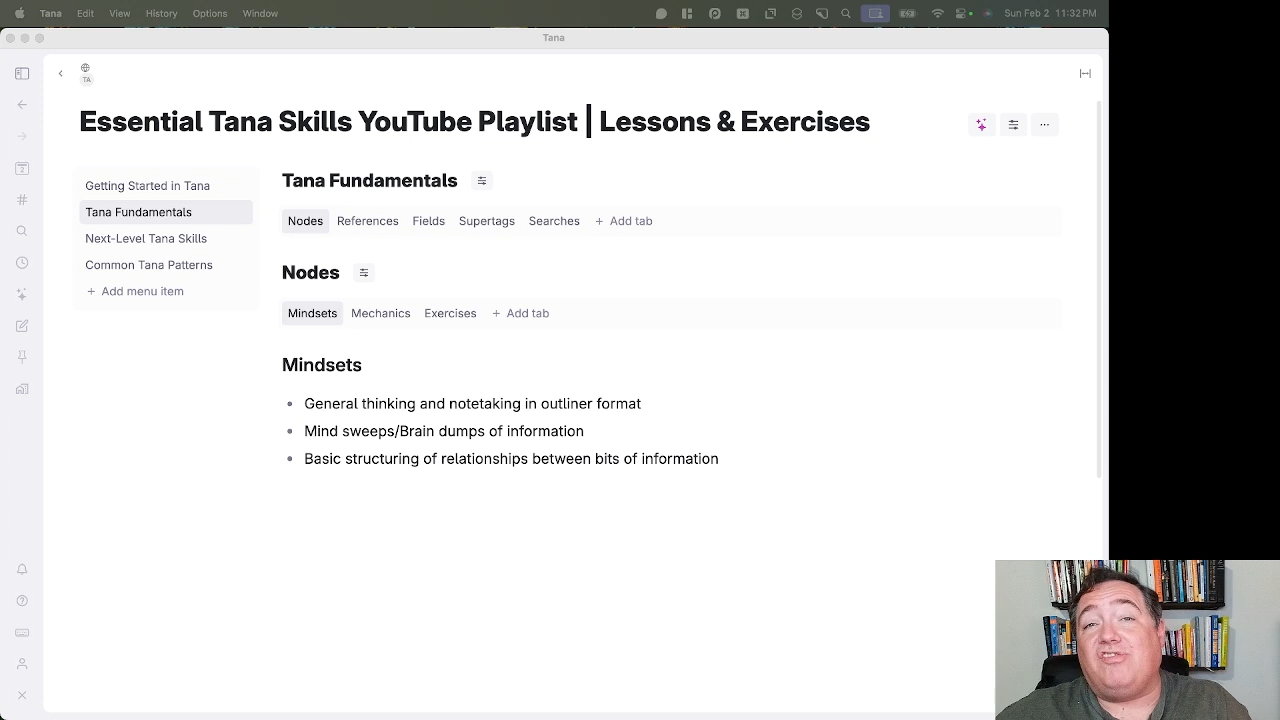 Tana Edit View History Options Window Sun Feb 2 11:32 PM
Tana
TA
Essential Tana Skills YouTube Playlist | Lessons & Exercises
Getting Started in Tana
Tana Fundamentals
Next-Level Tana Skills
Common Tana Patterns
+ Add menu item
Tana Fundamentals
Nodes References Fields Supertags Searches + Add tab
Nodes
Mindsets Mechanics Exercises + Add tab
Mindsets
• General thinking and notetaking in outliner format
• Mind sweeps/Brain dumps of information
• Basic structuring of relationships between bits of information